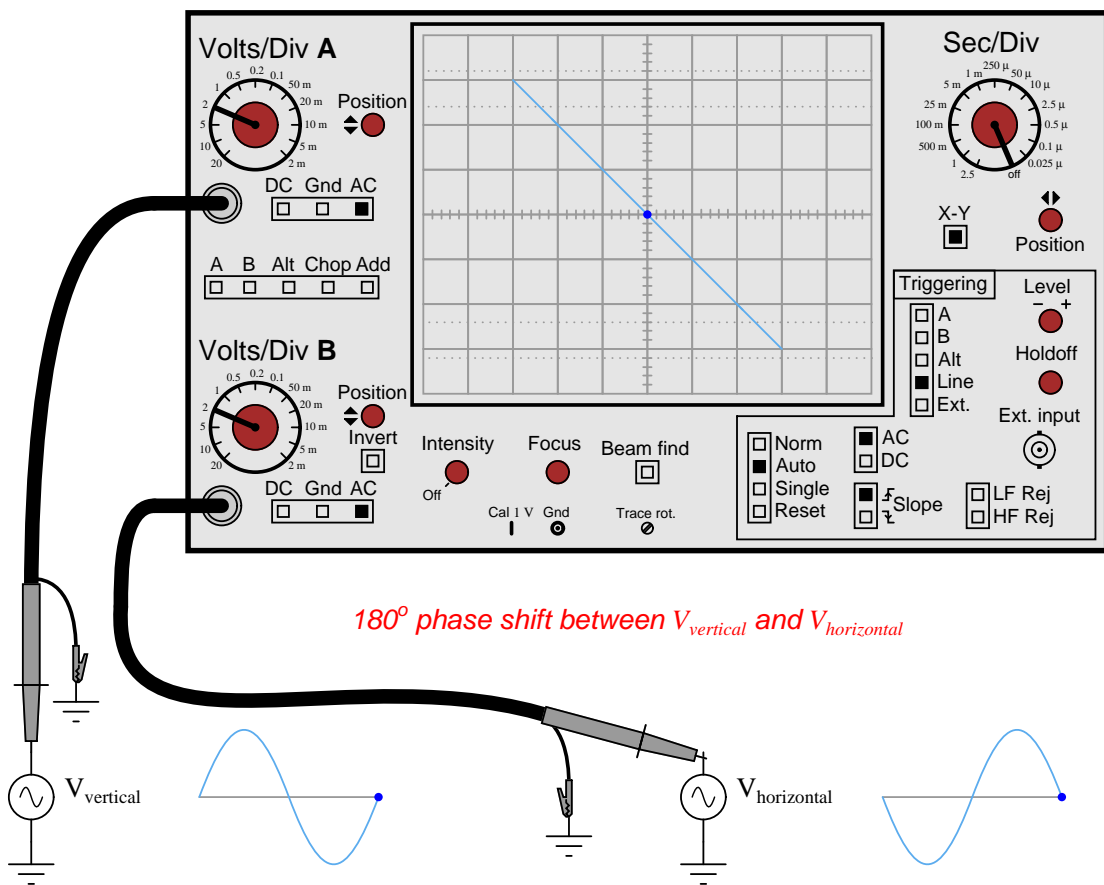 Volts/Div A
20
10
5
2
1
0.5
0.2
0.1
50 m
20 m
10 m
5 m
2 m
Position
DC Gnd AC
A B Alt Chop Add
Volts/Div B
20
10
5
2
1
0.5
0.2
0.1
50 m
20 m
10 m
5 m
2 m
Position
Invert
DC Gnd AC
Intensity
Off
Focus
Beam find
Cal 1 V Gnd
Trace rot.
Sec/Div
1
2.5
500 m
100 m
25 m
5 m
1 m
250 µ
50 µ
10 µ
2.5 µ
0.5 µ
0.1 µ
0.025 µ
off
X-Y
Position
Triggering
A
B
Alt
Line
Ext.
Level
− +
Holdoff
Ext. input
Norm
Auto
Single
Reset
AC
DC
Slope
LF Rej
HF Rej
180° phase shift between Vvertical and Vhorizontal
Vvertical
Vhorizontal